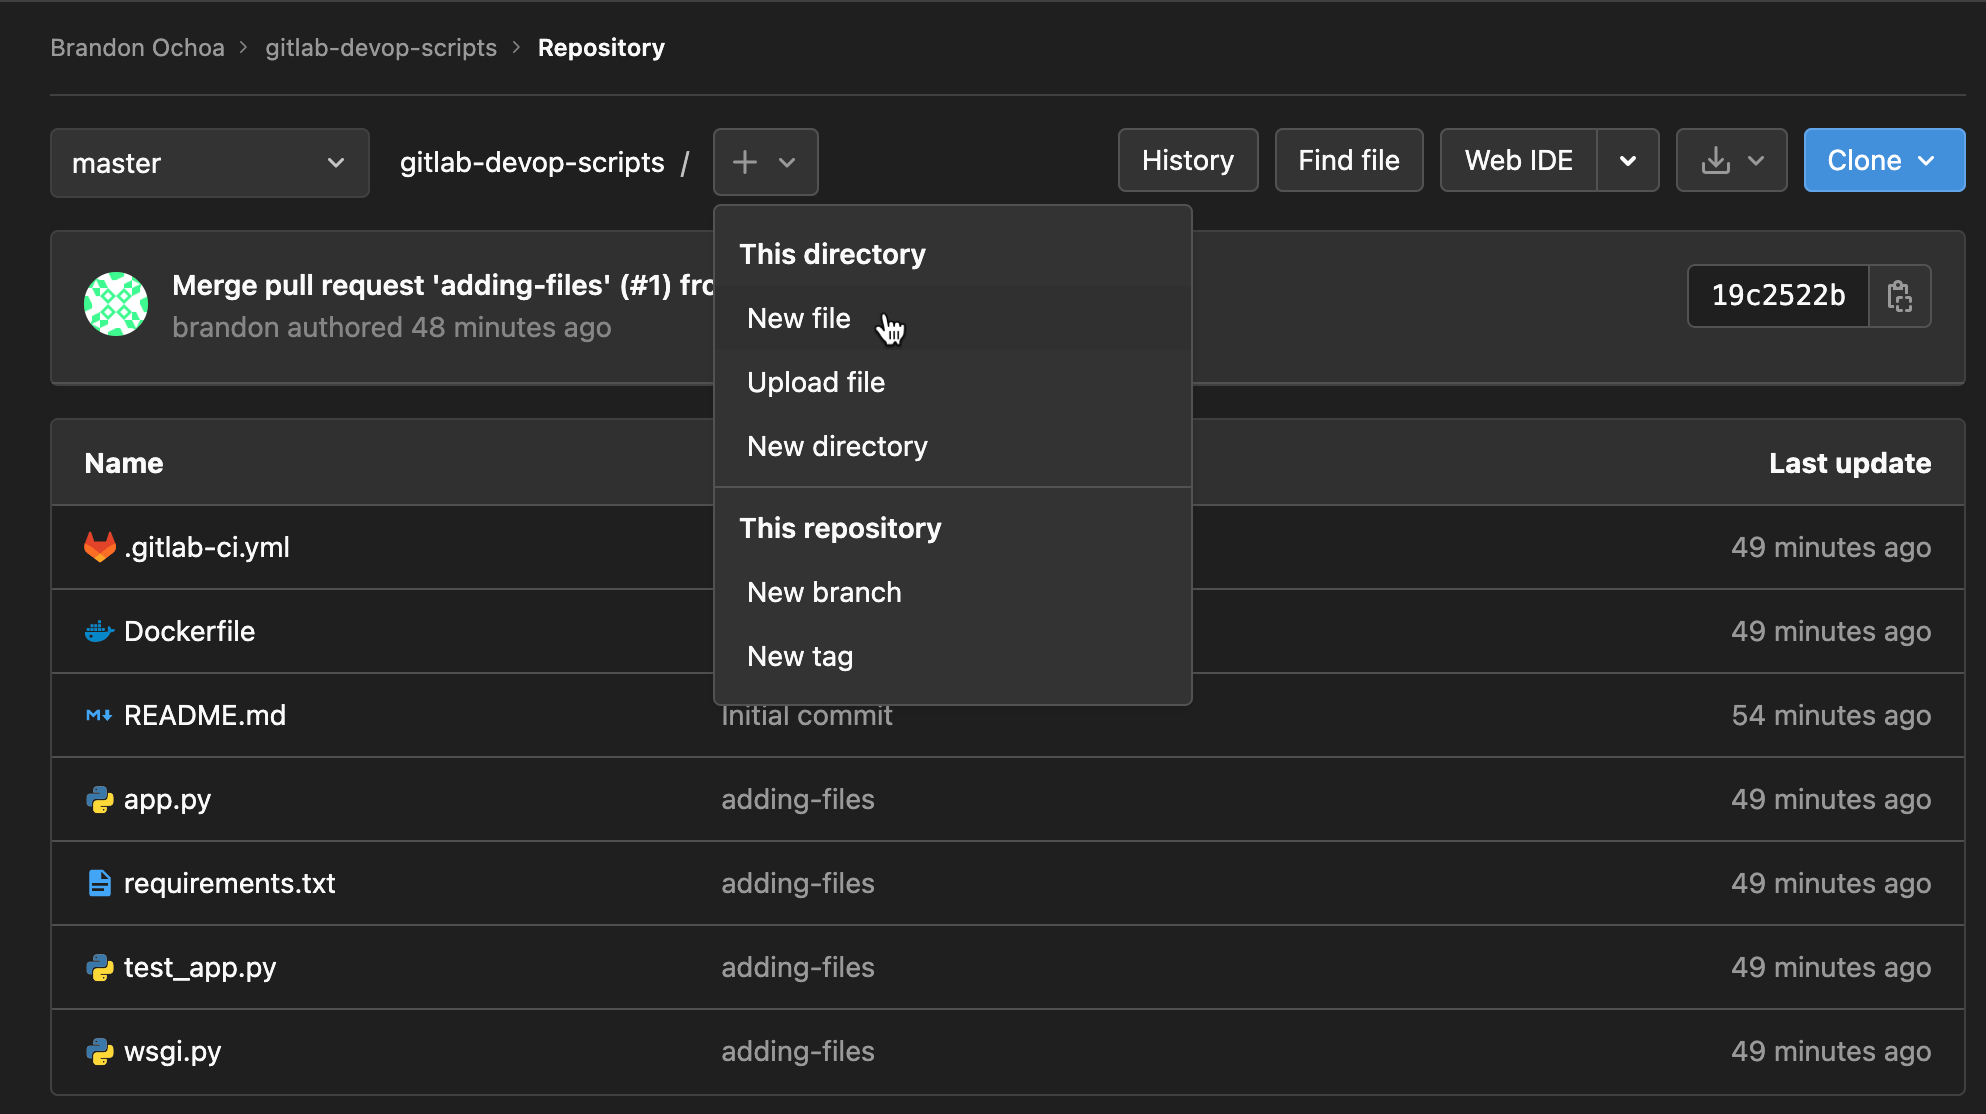 Brandon Ochoa > gitlab-devop-scripts > Repository
master
gitlab-devop-scripts /
History
Find file
Web IDE
Clone
This directory
New file
Upload file
New directory
This repository
New branch
New tag
Merge pull request 'adding-files' (#1)
brandon authored 48 minutes ago
19c2522b
Name Last update
.gitlab-ci.yml 49 minutes ago
Dockerfile 49 minutes ago
README.md Initial commit 54 minutes ago
app.py adding-files 49 minutes ago
requirements.txt adding-files 49 minutes ago
test_app.py adding-files 49 minutes ago
wsgi.py adding-files 49 minutes ago